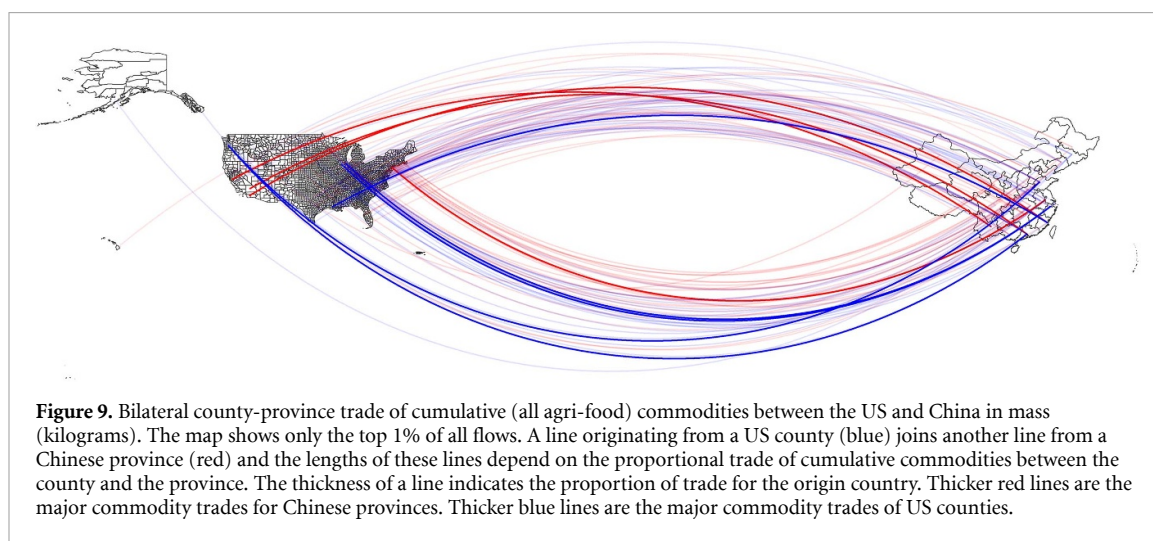 Figure 9. Bilateral county-province trade of cumulative (all agri-food) commodities between the US and China in mass
(kilograms). The map shows only the top 1% of all flows. A line originating from a US county (blue) joins another line from a
Chinese province (red) and the lengths of these lines depend on the proportional trade of cumulative commodities between the
county and the province. The thickness of a line indicates the proportion of trade for the origin country. Thicker red lines are the
major commodity trades for Chinese provinces. Thicker blue lines are the major commodity trades of US counties.